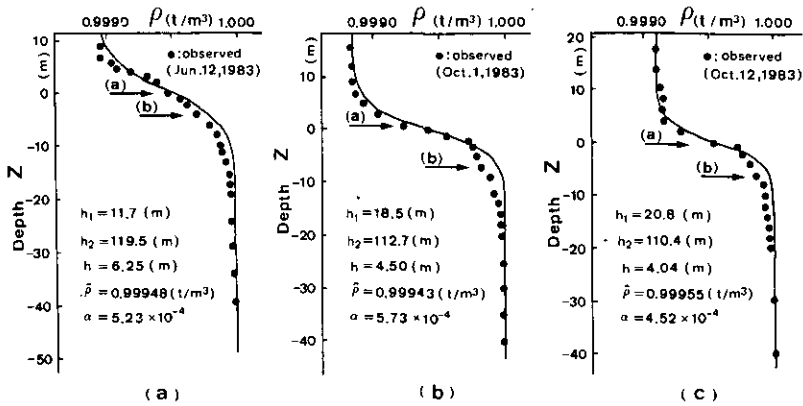 0.9990 ρ(t/m³) 1.000
10
(m)
0
-10
-20
-30
-40
-50
Depth Z
●:observed
(Jun.12,1983)
(a)
(b)
h₁=11.7 (m)
h₂=119.5 (m)
h=6.25 (m)
ρ̂=0.99948 (t/m³)
α=5.23 ×10⁻⁴
(a)
0.9990 ρ(t/m³) 1.000
(m)
10
0
-10
-20
-30
-40
Depth Z
●:observed
(Oct.1,1983)
(a)
(b)
h₁=18.5 (m)
h₂=112.7 (m)
h=4.50 (m)
ρ̂=0.99943 (t/m³)
α=5.73 ×10⁻⁴
(b)
0.9990 ρ(t/m³) 1.000
20
(m)
10
0
-10
-20
-30
-40
Depth Z
●:observed
(Oct.12,1983)
(a)
(b)
h₁=20.8 (m)
h₂=110.4 (m)
h=4.04 (m)
ρ̂=0.99955 (t/m³)
α=4.52 ×10⁻⁴
(c)